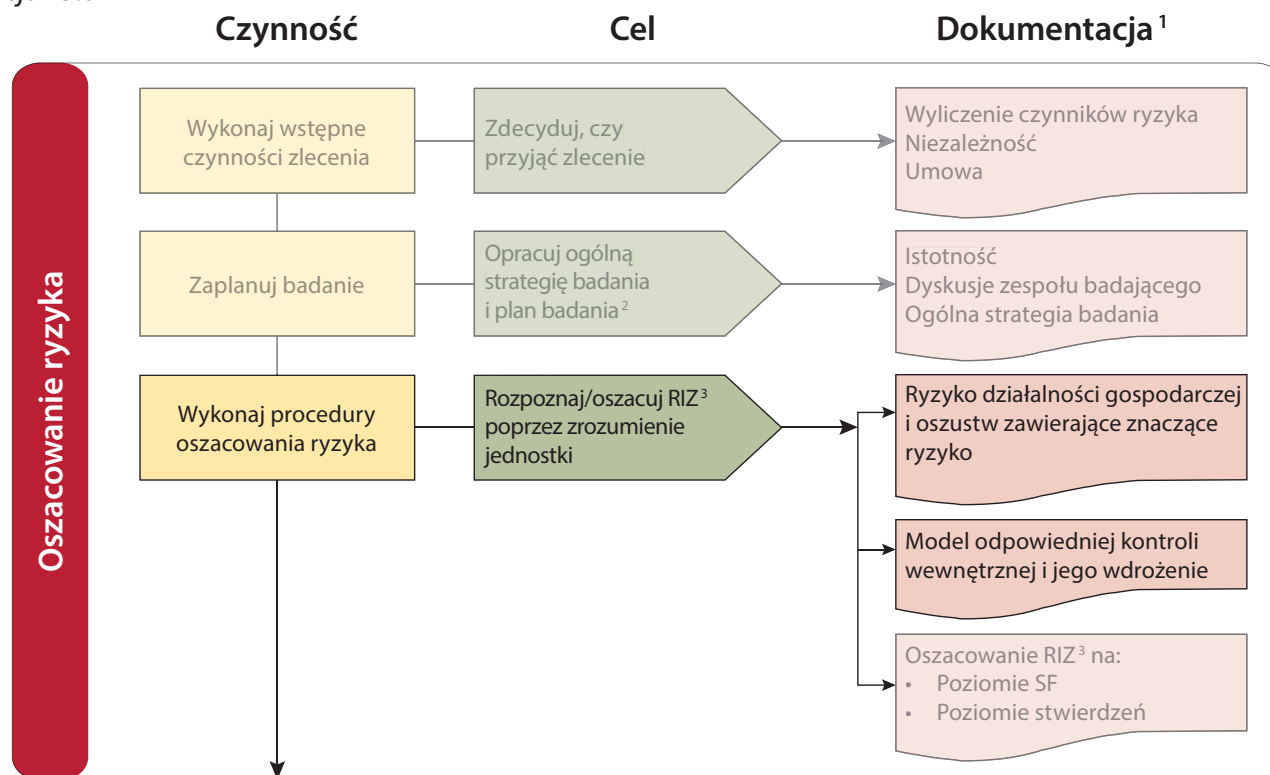 Czynność
Cel
Dokumentacja ¹
Oszacowanie ryzyka
Wykonaj wstępne
czynności zlecenia
Zdecyduj, czy
przyjąć zlecenie
Wyliczenie czynników ryzyka
Niezależność
Umowa
Zaplanuj badanie
Opracuj ogólną
strategię badania
i plan badania ²
Istotność
Dyskusje zespołu badającego
Ogólna strategia badania
Wykonaj procedury
oszacowania ryzyka
Rozpoznaj/oszacuj RIZ ³
poprzez zrozumienie
jednostki
Ryzyko działalności gospodarczej
i oszustw zawierające znaczące
ryzyko
Model odpowiedniej kontroli
wewnętrznej i jego wdrożenie
Oszacowanie RIZ ³ na:
• Poziomie SF
• Poziomie stwierdzeń